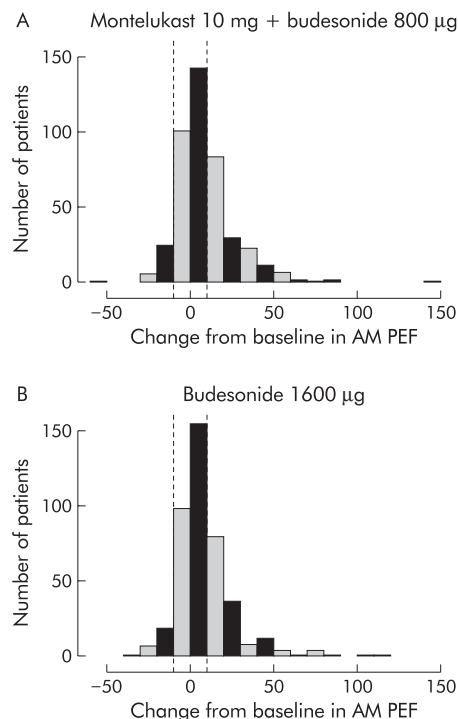 A
Montelukast 10 mg + budesonide 800 µg
150
100
50
0
Number of patients
−50 0 50 100 150
Change from baseline in AM PEF
B
Budesonide 1600 µg
150
100
50
0
Number of patients
−50 0 50 100 150
Change from baseline in AM PEF